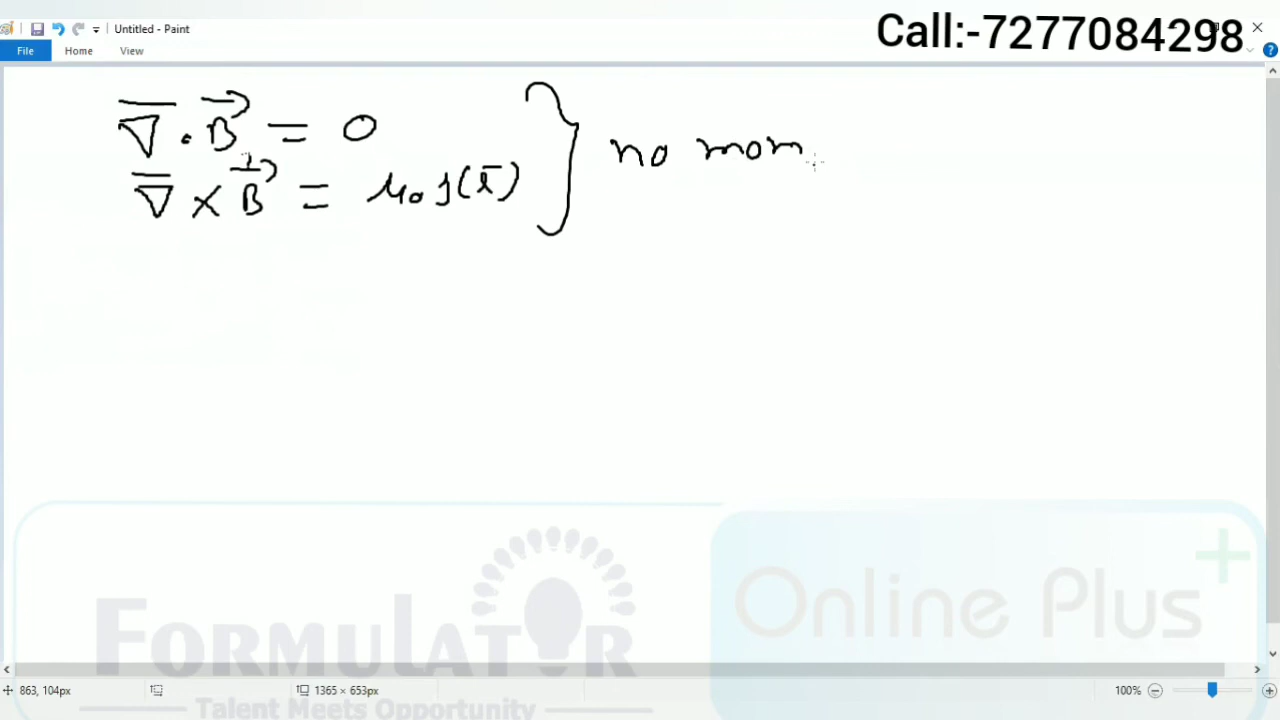 Untitled - Paint
Call:-7277084298
File Home View
∇̅ · B⃗ = 0
∇̅ × B⃗ = μ₀ J(r̅)
} no mom
FORMULATOR
Talent Meets Opportunity
Online Plus +
863, 104px
1365 × 653px
100%